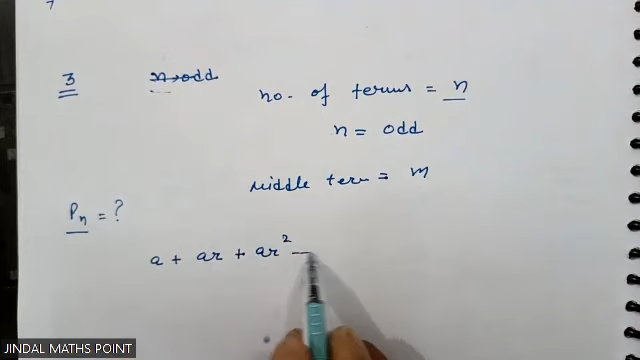 3 n→odd
no. of terms = n
n = odd
middle term = m
Pn = ?
a + ar + ar² —
JINDAL MATHS POINT